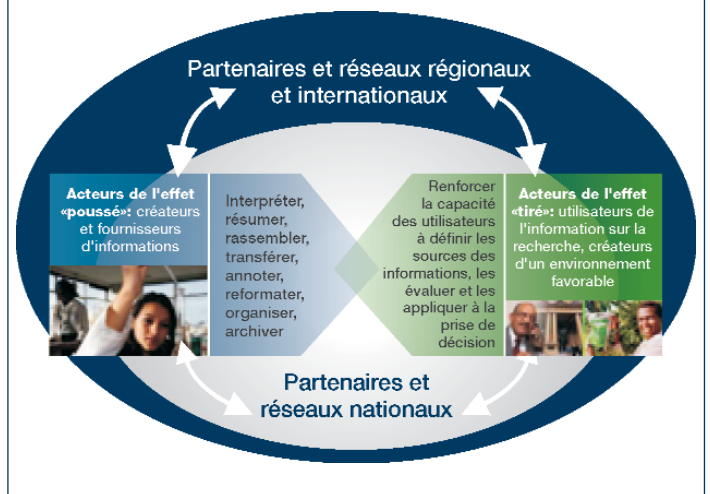 Partenaires et réseaux régionaux
et internationaux
Acteurs de l'effet
«poussé»: créateurs
et fournisseurs
d'informations
Interpréter,
résumer,
rassembler,
transférer,
annoter,
reformater,
organiser,
archiver
Renforcer
la capacité
des utilisateurs
à définir les
sources des
informations, les
évaluer et les
appliquer à la
prise de
décision
Acteurs de l'effet
«tiré»: utilisateurs de
l'information sur la
recherche, créateurs
d'un environnement
favorable
Partenaires et
réseaux nationaux